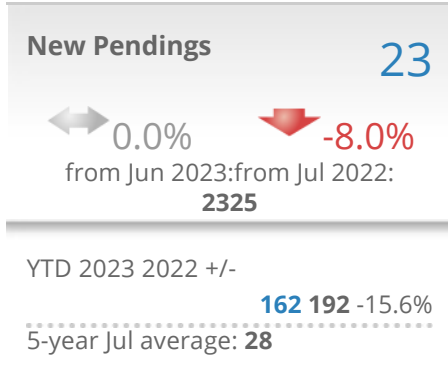 New Pendings
23
0.0% -8.0%
from Jun 2023:from Jul 2022:
2325
YTD 2023 2022 +/-
162 192 -15.6%
5-year Jul average: 28